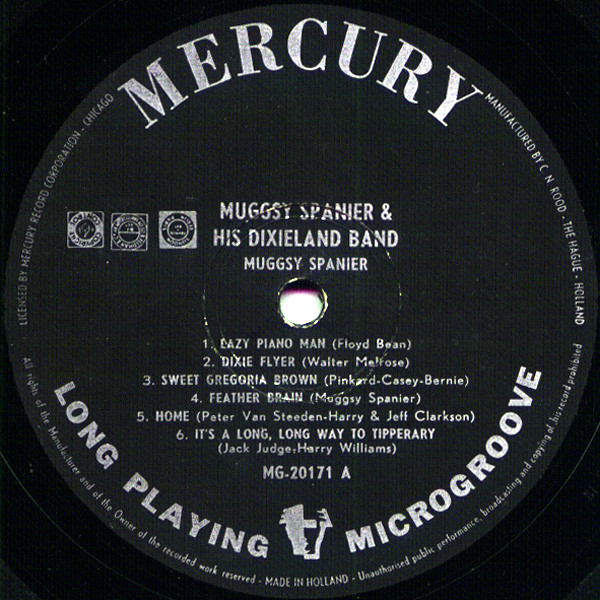 MERCURY
LICENSED BY MERCURY RECORD CORPORATION - CHICAGO
MANUFACTURED BY C. N. ROOD - THE HAGUE - HOLLAND
MUGGSY SPANIER &
HIS DIXIELAND BAND
MUGGSY SPANIER
1. LAZY PIANO MAN (Floyd Bean)
2. DIXIE FLYER (Walter Melrose)
3. SWEET GREGORIA BROWN (Pinkard-Casey-Bernie)
4. FEATHER BRAIN (Muggsy Spanier)
5. HOME (Peter Van Steeden-Harry & Jeff Clarkson)
6. IT'S A LONG, LONG WAY TO TIPPERARY
(Jack Judge-Harry Williams)
MG-20171 A
LONG PLAYING MICROGROOVE
All rights of the Manufacturer and of the Owner of the recorded work reserved - MADE IN HOLLAND - Unauthorised public performance, broadcasting and copying of his record prohibited